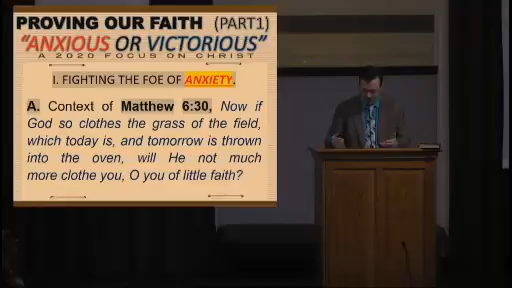 PROVING OUR FAITH (PART1)
"ANXIOUS OR VICTORIOUS"
A 2020 FOCUS ON CHRIST
I. FIGHTING THE FOE OF ANXIETY.
A. Context of Matthew 6:30, Now if
God so clothes the grass of the field,
which today is, and tomorrow is thrown
into the oven, will He not much
more clothe you, O you of little faith?